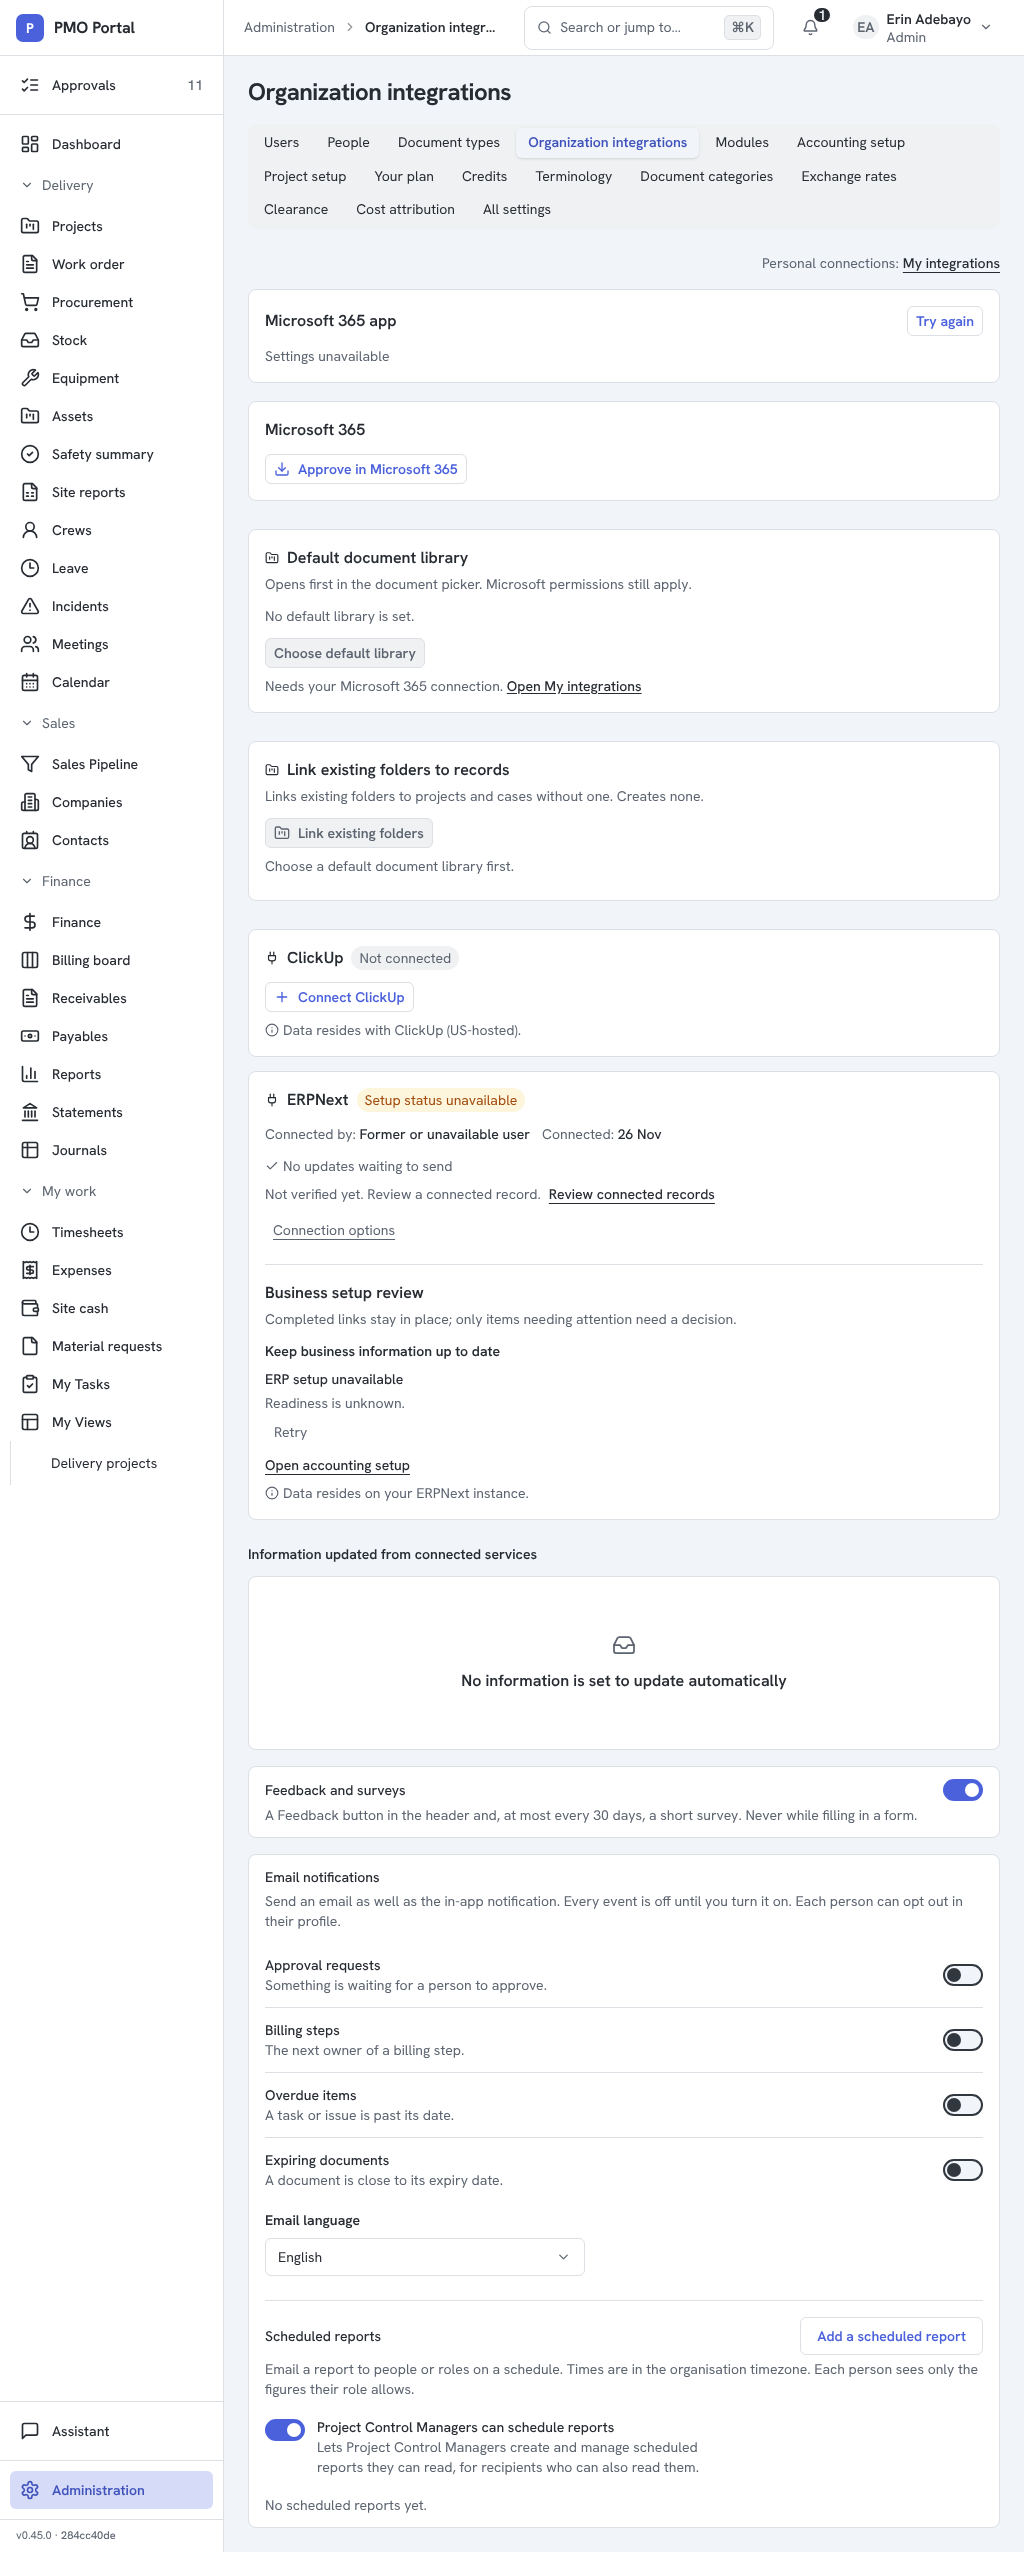 P
PMO Portal
Administration
Organization integr...
Search or jump to...
⌘K
1
EA
Erin Adebayo
Admin
Approvals
11
Dashboard
Delivery
Projects
Work order
Procurement
Stock
Equipment
Assets
Safety summary
Site reports
Crews
Leave
Incidents
Meetings
Calendar
Sales
Sales Pipeline
Companies
Contacts
Finance
Finance
Billing board
Receivables
Payables
Reports
Statements
Journals
My work
Timesheets
Expenses
Site cash
Material requests
My Tasks
My Views
Delivery projects
Assistant
Administration
v0.45.0 · 284cc40de
Organization integrations
Users People Document types Organization integrations Modules Accounting setup
Project setup Your plan Credits Terminology Document categories Exchange rates
Clearance Cost attribution All settings
Personal connections: My integrations
Microsoft 365 app
Try again
Settings unavailable
Microsoft 365
Approve in Microsoft 365
Default document library
Opens first in the document picker. Microsoft permissions still apply.
No default library is set.
Choose default library
Needs your Microsoft 365 connection. Open My integrations
Link existing folders to records
Links existing folders to projects and cases without one. Creates none.
Link existing folders
Choose a default document library first.
ClickUp Not connected
Connect ClickUp
Data resides with ClickUp (US-hosted).
ERPNext Setup status unavailable
Connected by: Former or unavailable user Connected: 26 Nov
No updates waiting to send
Not verified yet. Review a connected record. Review connected records
Connection options
Business setup review
Completed links stay in place; only items needing attention need a decision.
Keep business information up to date
ERP setup unavailable
Readiness is unknown.
Retry
Open accounting setup
Data resides on your ERPNext instance.
Information updated from connected services
No information is set to update automatically
Feedback and surveys
A Feedback button in the header and, at most every 30 days, a short survey. Never while filling in a form.
Email notifications
Send an email as well as the in-app notification. Every event is off until you turn it on. Each person can opt out in
their profile.
Approval requests
Something is waiting for a person to approve.
Billing steps
The next owner of a billing step.
Overdue items
A task or issue is past its date.
Expiring documents
A document is close to its expiry date.
Email language
English
Scheduled reports
Add a scheduled report
Email a report to people or roles on a schedule. Times are in the organisation timezone. Each person sees only the
figures their role allows.
Project Control Managers can schedule reports
Lets Project Control Managers create and manage scheduled
reports they can read, for recipients who can also read them.
No scheduled reports yet.